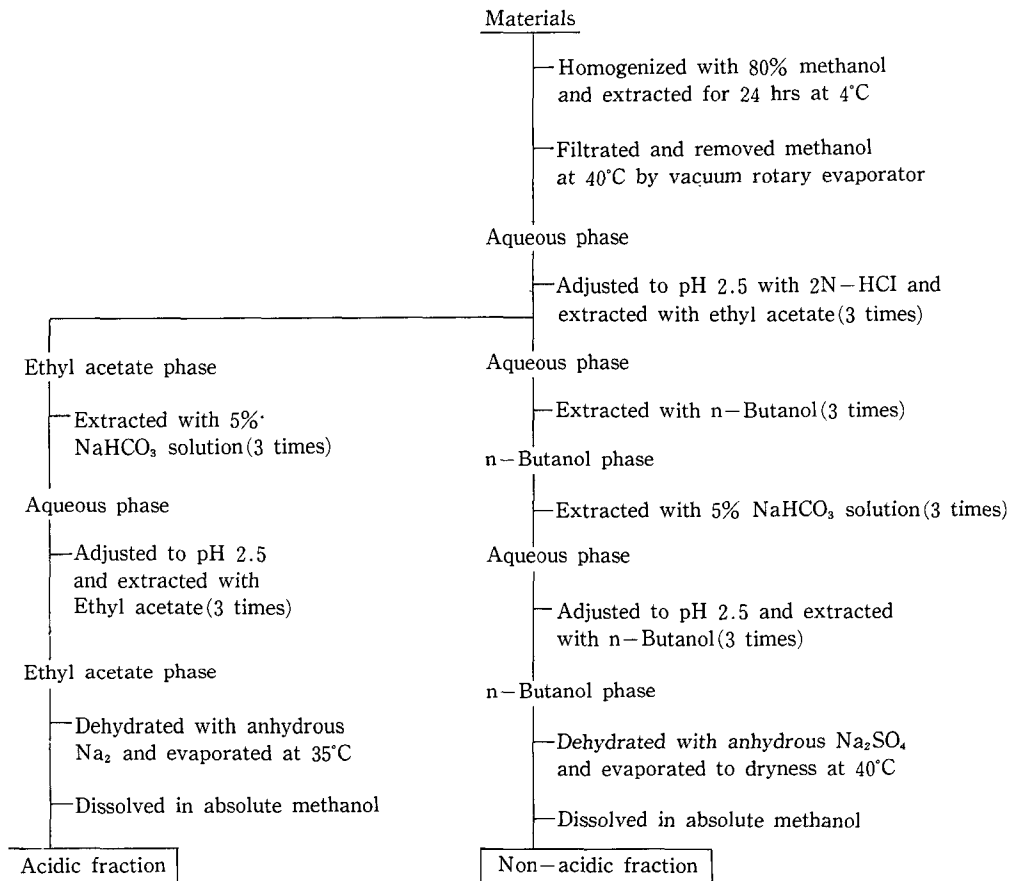 Materials
Homogenized with 80% methanol
and extracted for 24 hrs at 4°C
Filtrated and removed methanol
at 40°C by vacuum rotary evaporator
Aqueous phase
Adjusted to pH 2.5 with 2N-HCl and
extracted with ethyl acetate(3 times)
Ethyl acetate phase
Extracted with 5%·
NaHCO₃ solution(3 times)
Aqueous phase
Adjusted to pH 2.5
and extracted with
Ethyl acetate(3 times)
Ethyl acetate phase
Dehydrated with anhydrous
Na₂ and evaporated at 35°C
Dissolved in absolute methanol
Acidic fraction
Aqueous phase
Extracted with n-Butanol(3 times)
n-Butanol phase
Extracted with 5% NaHCO₃ solution(3 times)
Aqueous phase
Adjusted to pH 2.5 and extracted
with n-Butanol(3 times)
n-Butanol phase
Dehydrated with anhydrous Na₂SO₄
and evaporated to dryness at 40°C
Dissolved in absolute methanol
Non-acidic fraction